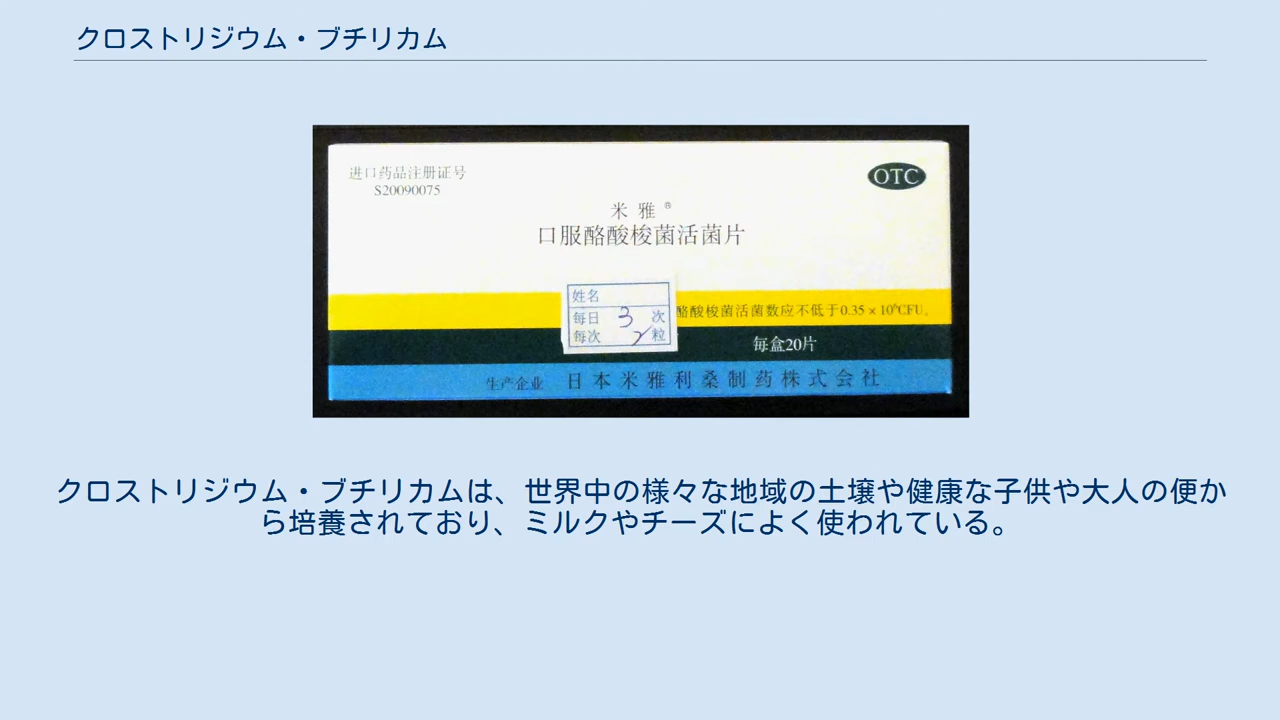 クロストリジウム・ブチリカム
进口药品注册证号
S20090075
OTC
米雅®
口服酪酸梭菌活菌片
姓名
每日 3 次
每次 2 粒
酪酸梭菌活菌数应不低于0.35×10⁶CFU。
每盒20片
生产企业 日本米雅利桑制药株式会社
クロストリジウム・ブチリカムは、世界中の様々な地域の土壌や健康な子供や大人の便か
ら培養されており、ミルクやチーズによく使われている。